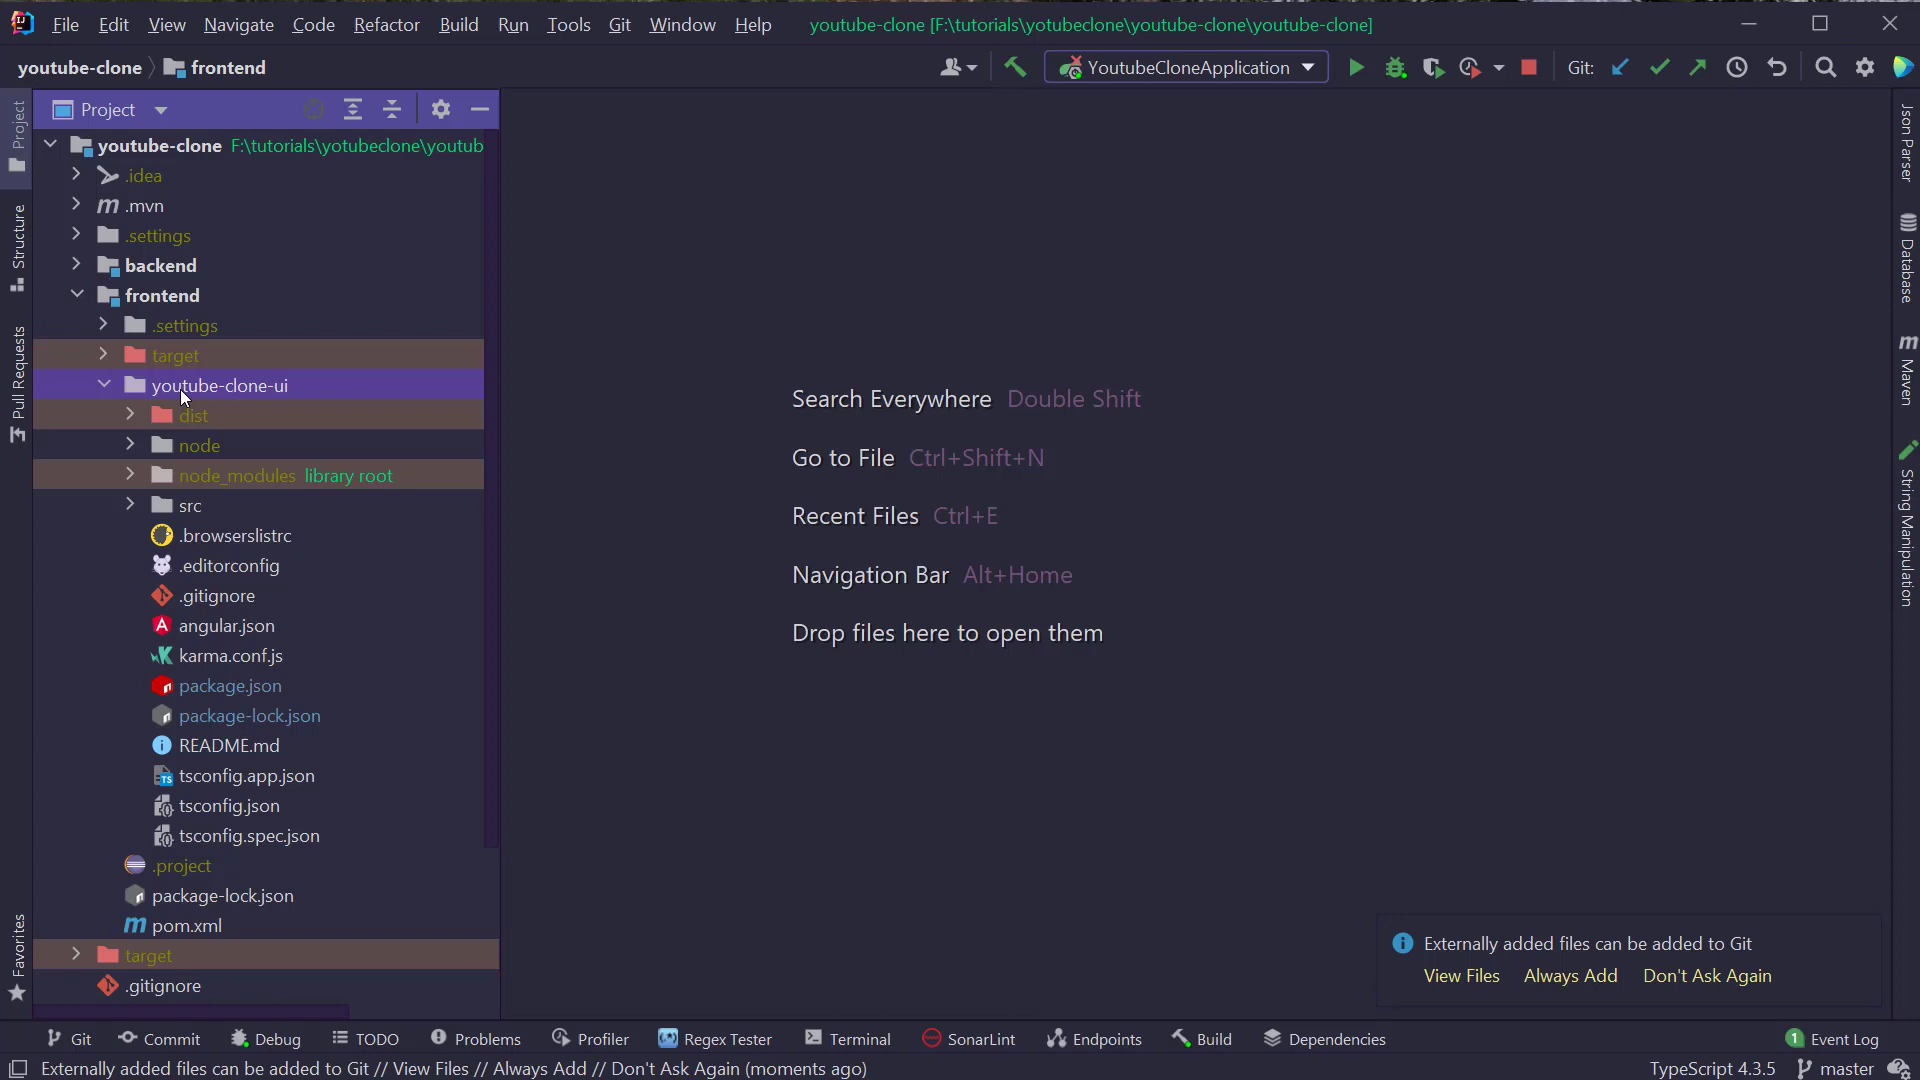 File Edit View Navigate Code Refactor Build Run Tools Git Window Help youtube-clone [F:\tutorials\yotubeclone\youtube-clone\youtube-clone]
youtube-clone frontend YoutubeCloneApplication Git:
Project
youtube-clone F:\tutorials\yotubeclone\youtub
.idea
.mvn
.settings
backend
frontend
.settings
target
youtube-clone-ui
dist
node
node_modules library root
src
.browserslistrc
.editorconfig
.gitignore
angular.json
karma.conf.js
package.json
package-lock.json
README.md
tsconfig.app.json
tsconfig.json
tsconfig.spec.json
.project
package-lock.json
pom.xml
target
.gitignore
Project
Structure
Pull Requests
Favorites
Search Everywhere Double Shift
Go to File Ctrl+Shift+N
Recent Files Ctrl+E
Navigation Bar Alt+Home
Drop files here to open them
Json Parser
Database
Maven
String Manipulation
Externally added files can be added to Git
View Files Always Add Don't Ask Again
Git Commit Debug TODO Problems Profiler Regex Tester Terminal SonarLint Endpoints Build Dependencies 1 Event Log
Externally added files can be added to Git // View Files // Always Add // Don't Ask Again (moments ago) TypeScript 4.3.5 master